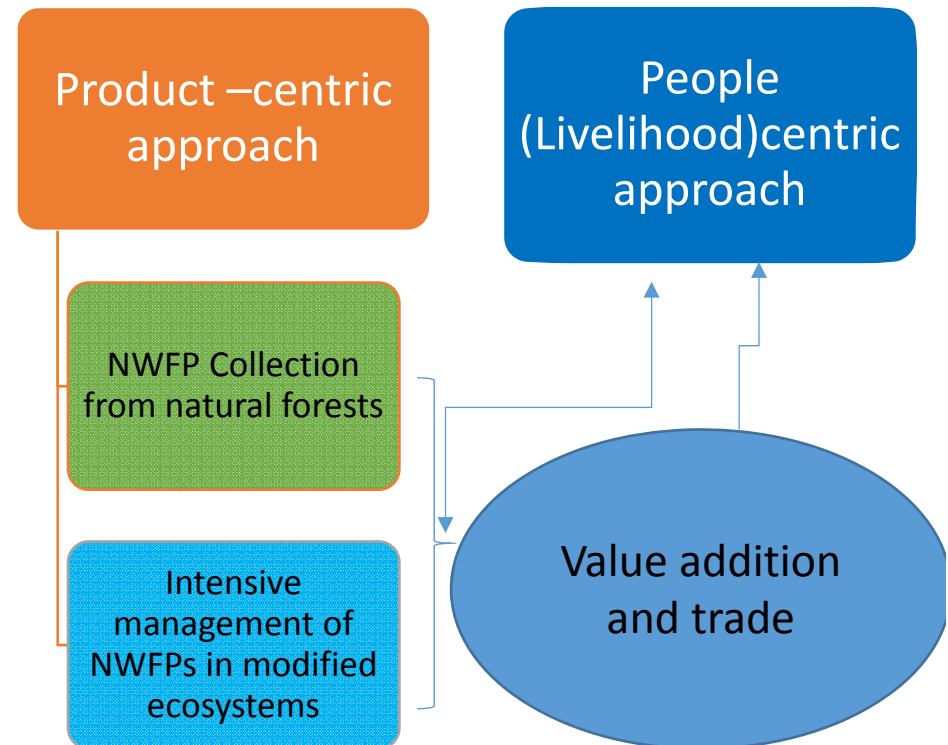 Product –centric
approach
People
(Livelihood)centric
approach
NWFP Collection
from natural forests
Intensive
management of
NWFPs in modified
ecosystems
Value addition
and trade